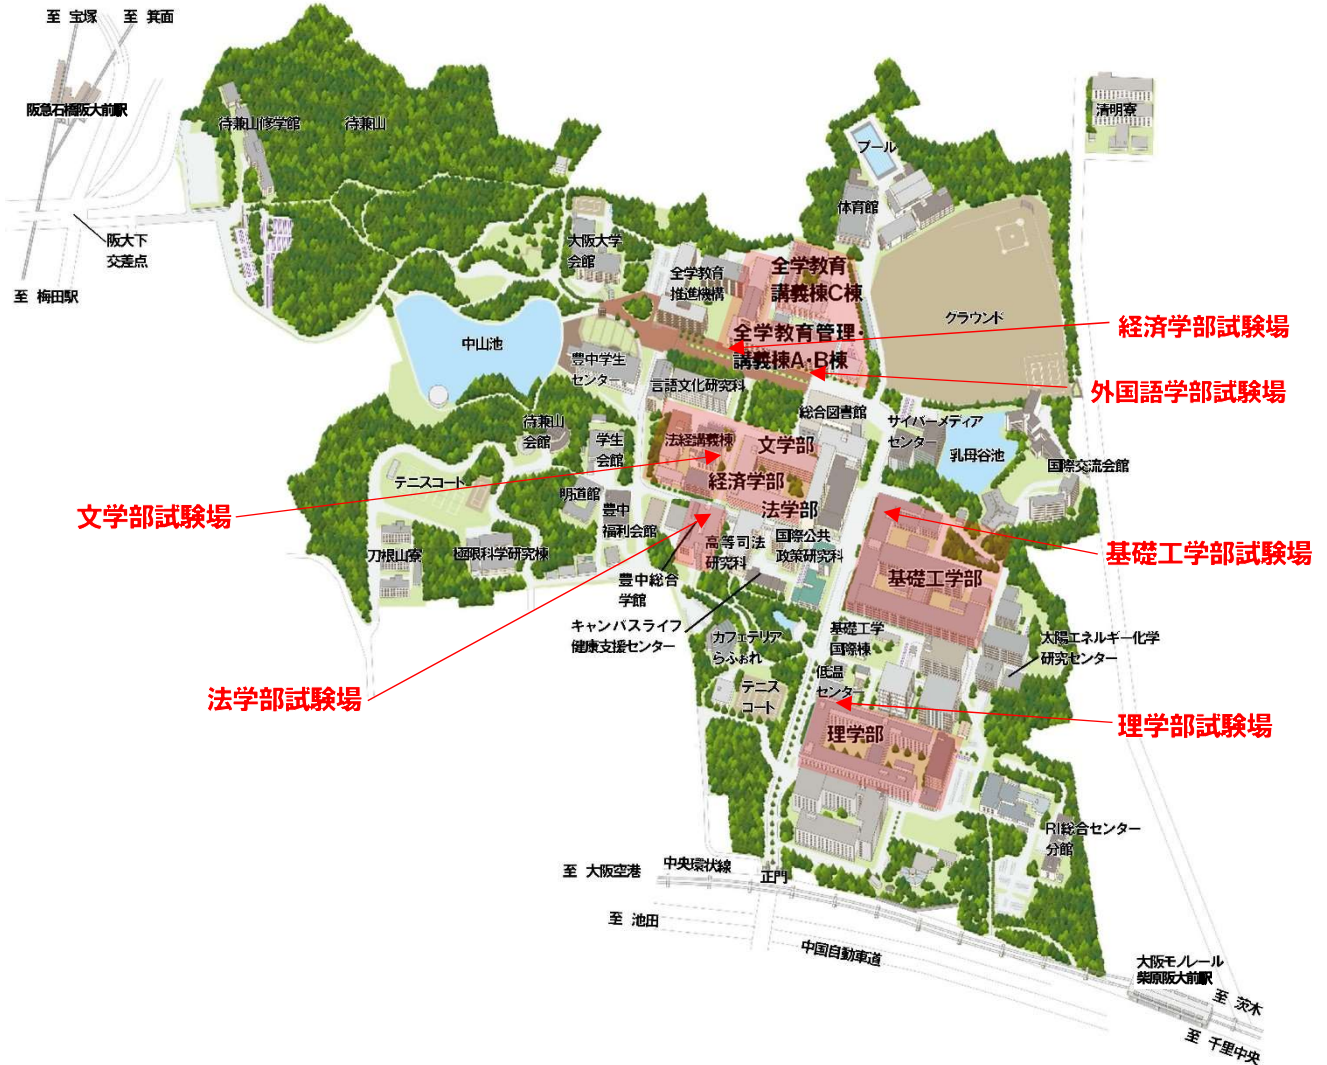 至 宝塚
至 箕面
阪急石橋阪大前駅
待兼山修学館
待兼山
清明寮
プール
体育館
阪大下
交差点
至 梅田駅
大阪大学
会館
全学教育
推進機構
全学教育
講義棟C棟
グラウンド
経済学部試験場
全学教育管理・
講義棟A・B棟
中山池
豊中学生
センター
言語文化研究科
外国語学部試験場
総合図書館
サイバーメディア
センター
乳母谷池
国際交流会館
待兼山
会館
学生
会館
法経講義棟
文学部
経済学部
法学部
テニスコート
明道館
豊中
福利会館
文学部試験場
刀根山寮
極限科学研究棟
高等司法
研究科
国際公共
政策研究科
基礎工学部試験場
基礎工学部
豊中総合
学館
キャンパスライフ
健康支援センター
カフェテリア
らふぉれ
基礎工学
国際棟
太陽エネルギー化学
研究センター
低温
センター
テニス
コート
法学部試験場
理学部試験場
理学部
RI総合センター
分館
至 大阪空港
中央環状線
正門
至 池田
中国自動車道
大阪モノレール
柴原阪大前駅
至 茨木
至 千里中央